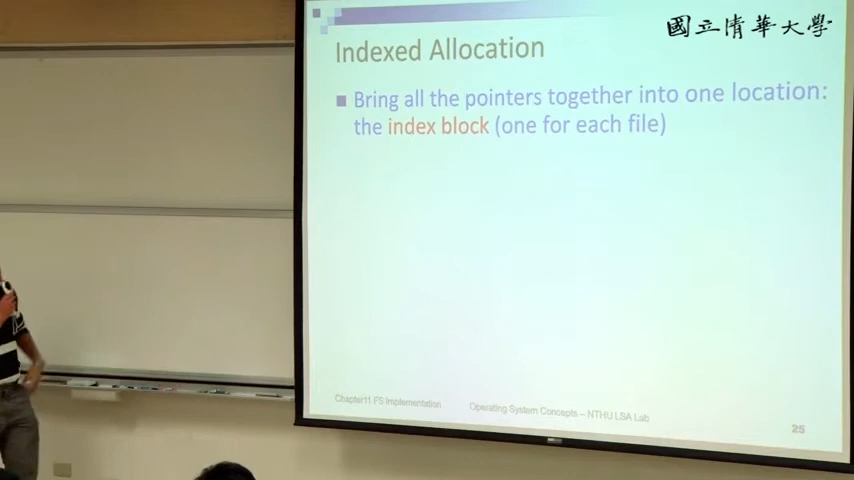 國立清華大學
Indexed Allocation
Bring all the pointers together into one location:
the index block (one for each file)
Chapter11 FS Implementation
Operating System Concepts – NTHU LSA Lab
25